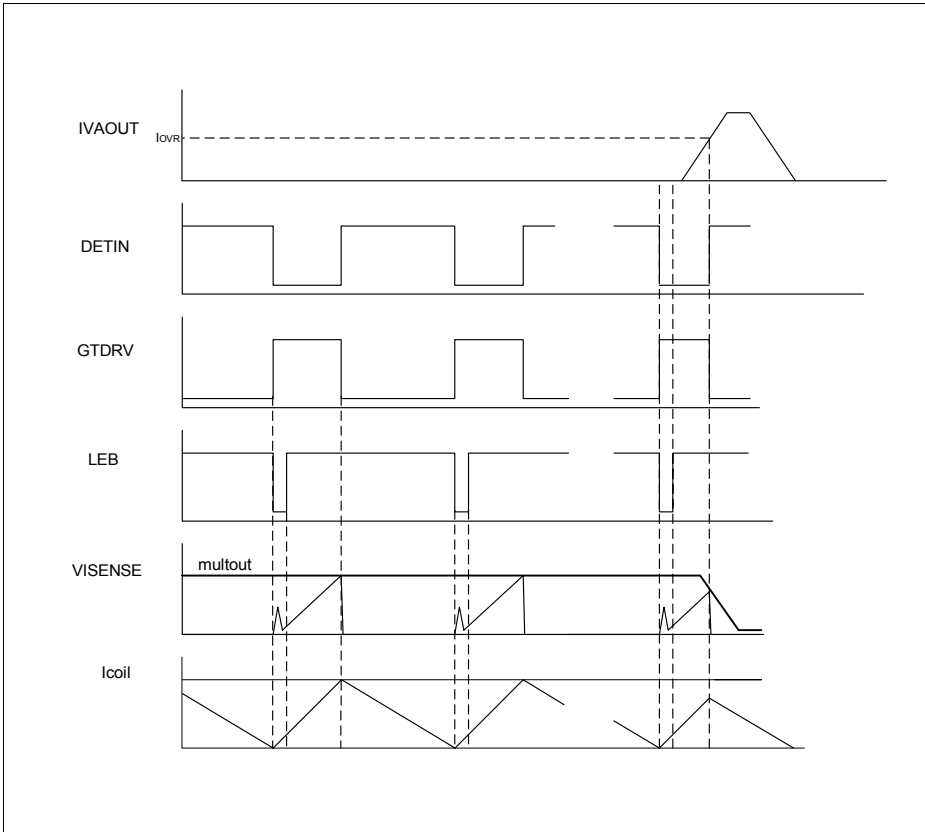 IVAOUT
IOVR
DETIN
GTDRV
LEB
VISENSE
multout
Icoil